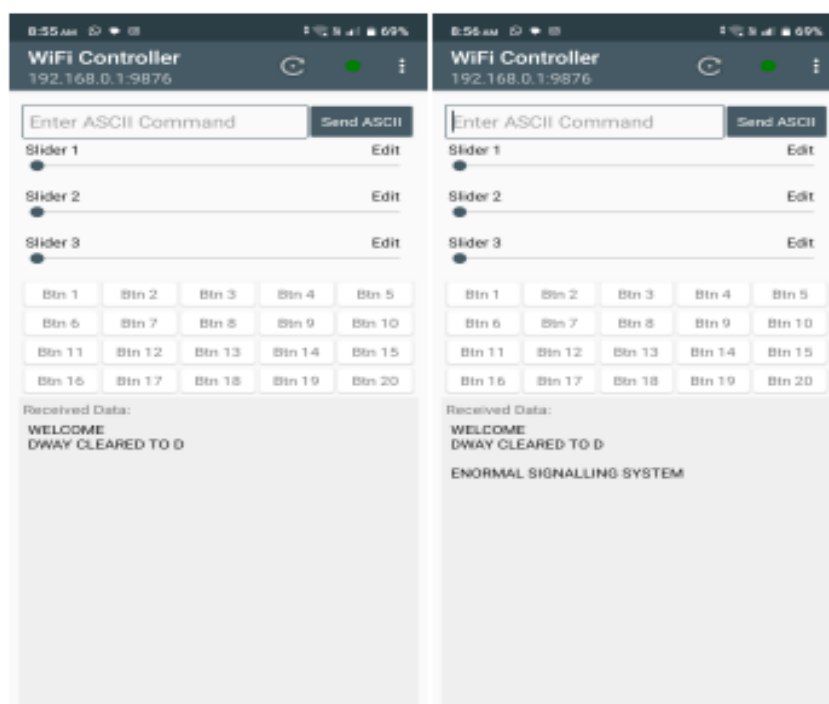 8:55 AM 69%
WiFi Controller
192.168.0.1:9876
Enter ASCII Command Send ASCII
Slider 1 Edit
Slider 2 Edit
Slider 3 Edit
Btn 1 Btn 2 Btn 3 Btn 4 Btn 5
Btn 6 Btn 7 Btn 8 Btn 9 Btn 10
Btn 11 Btn 12 Btn 13 Btn 14 Btn 15
Btn 16 Btn 17 Btn 18 Btn 19 Btn 20
Received Data:
WELCOME
DWAY CLEARED TO D
8:56 AM 69%
WiFi Controller
192.168.0.1:9876
Enter ASCII Command Send ASCII
Slider 1 Edit
Slider 2 Edit
Slider 3 Edit
Btn 1 Btn 2 Btn 3 Btn 4 Btn 5
Btn 6 Btn 7 Btn 8 Btn 9 Btn 10
Btn 11 Btn 12 Btn 13 Btn 14 Btn 15
Btn 16 Btn 17 Btn 18 Btn 19 Btn 20
Received Data:
WELCOME
DWAY CLEARED TO D
ENORMAL SIGNALLING SYSTEM